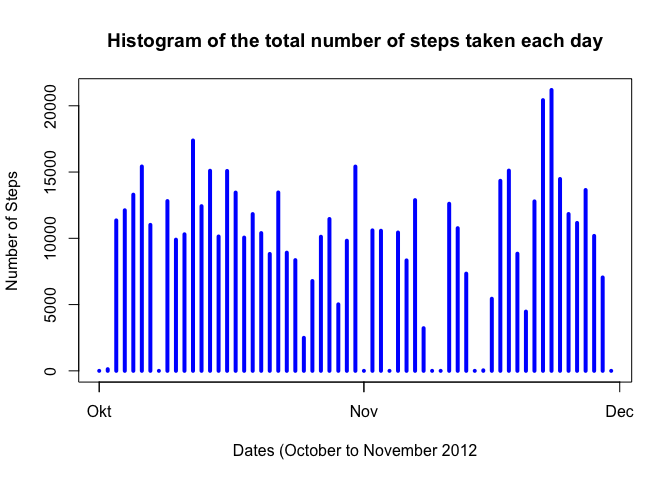 Histogram of the total number of steps taken each day
Number of Steps
20000
15000
10000
5000
0
Okt Nov Dec
Dates (October to November 2012